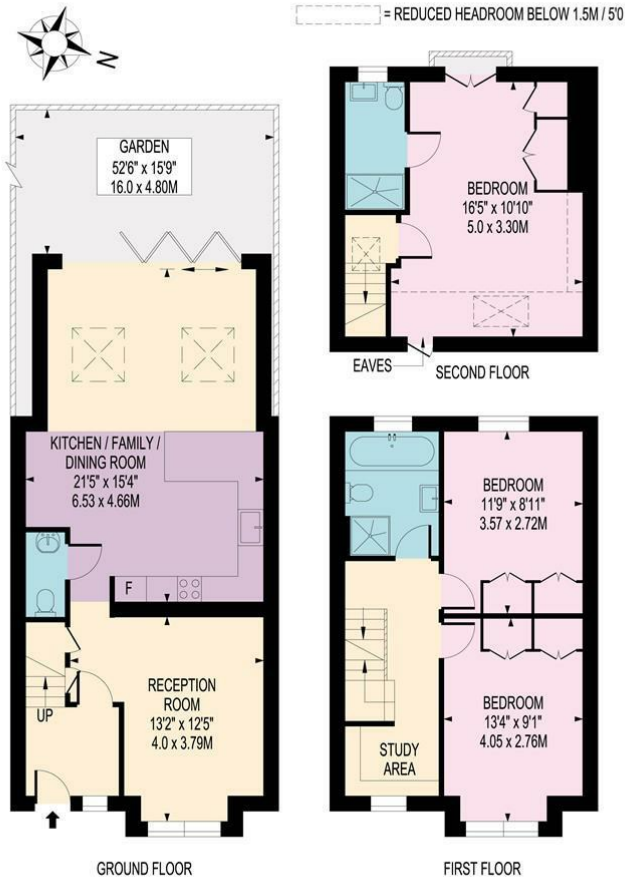 = REDUCED HEADROOM BELOW 1.5M / 5'0
N
GARDEN
52'6" x 15'9"
16.0 x 4.80M
BEDROOM
16'5" x 10'10"
5.0 x 3.30M
EAVES
SECOND FLOOR
KITCHEN / FAMILY /
DINING ROOM
21'5" x 15'4"
6.53 x 4.66M
F
RECEPTION
ROOM
13'2" x 12'5"
4.0 x 3.79M
UP
GROUND FLOOR
BEDROOM
11'9" x 8'11"
3.57 x 2.72M
BEDROOM
13'4" x 9'1"
4.05 x 2.76M
STUDY
AREA
FIRST FLOOR